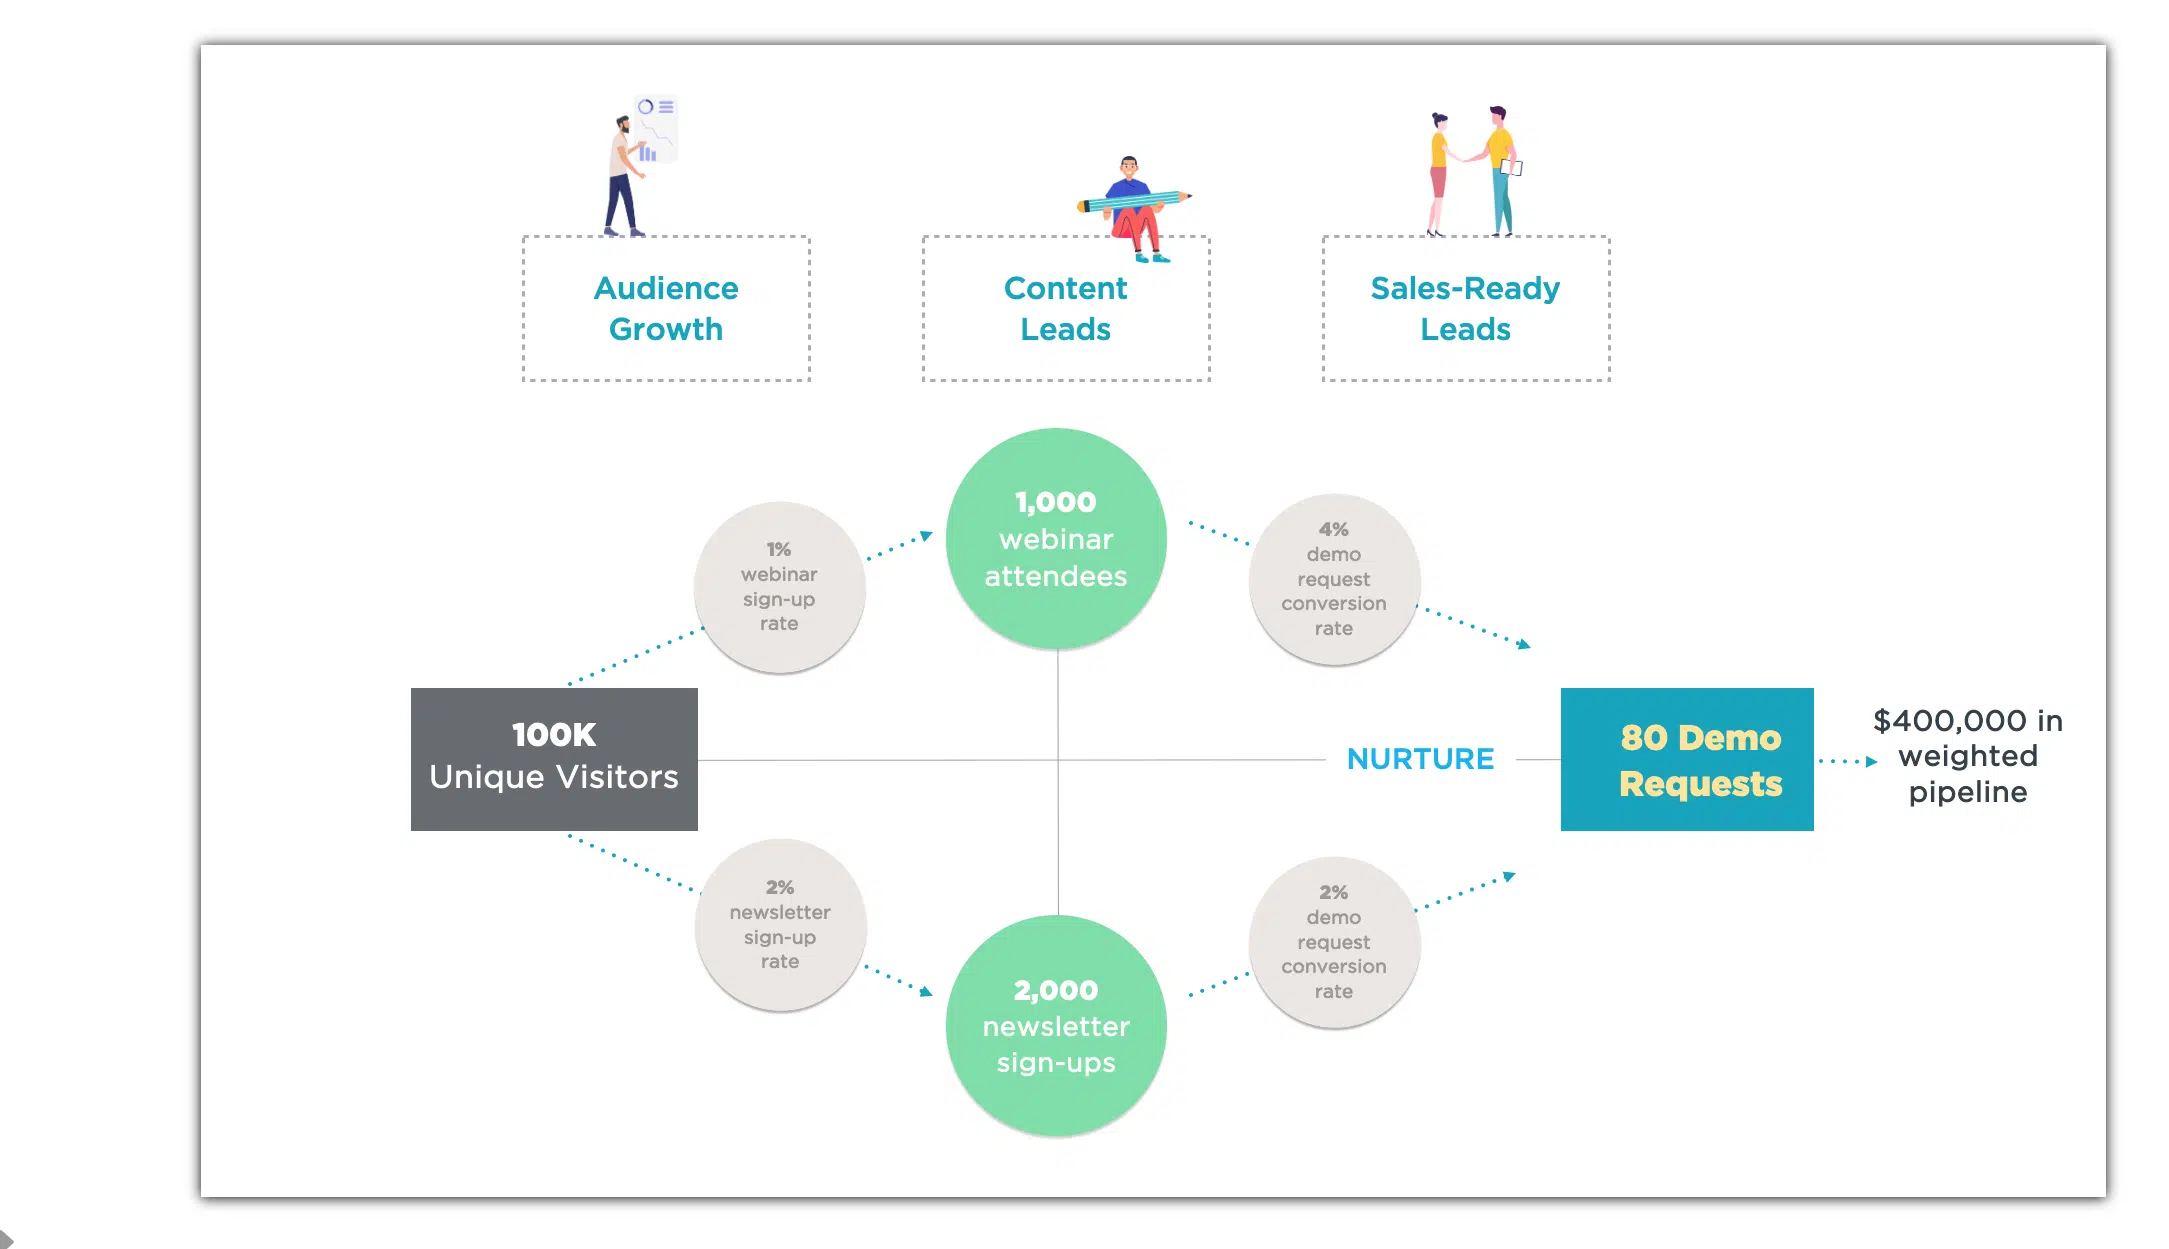 Audience
Growth
Content
Leads
Sales-Ready
Leads
1%
webinar
sign-up
rate
1,000
webinar
attendees
4%
demo
request
conversion
rate
100K
Unique Visitors
NURTURE
80 Demo
Requests
$400,000 in
weighted
pipeline
2%
newsletter
sign-up
rate
2,000
newsletter
sign-ups
2%
demo
request
conversion
rate